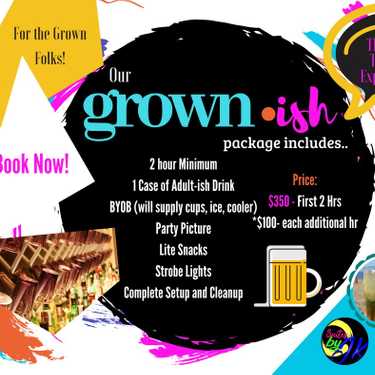 For the Grown
Folks!
Our
grown•ish
package includes..
Book Now!
2 hour Minimum
1 Case of Adult-ish Drink
BYOB (will supply cups, ice, cooler)
Party Picture
Lite Snacks
Strobe Lights
Complete Setup and Cleanup
Price:
$350 - First 2 Hrs
*$100- each additional hr
by